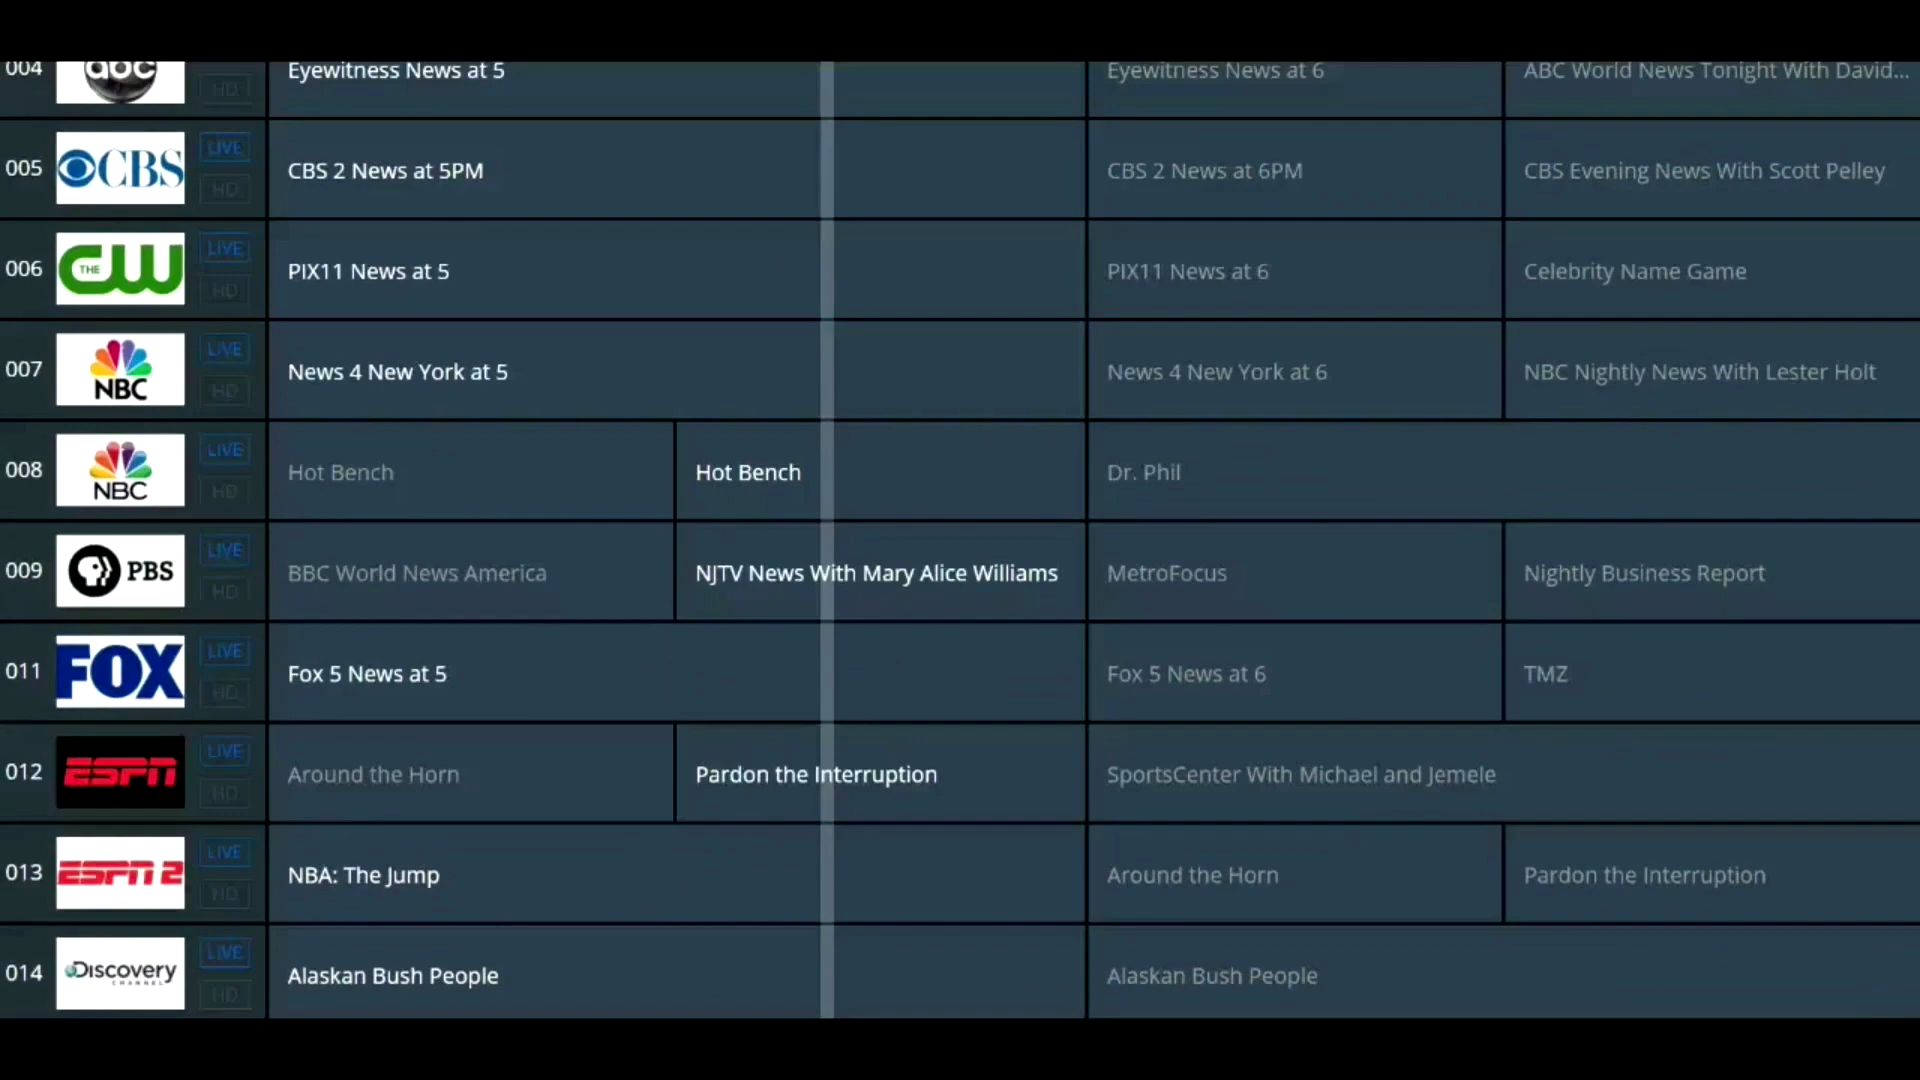 004 abc HD Eyewitness News at 5 Eyewitness News at 6 ABC World News Tonight With David...
005 CBS LIVE HD CBS 2 News at 5PM CBS 2 News at 6PM CBS Evening News With Scott Pelley
006 THE CW LIVE HD PIX11 News at 5 PIX11 News at 6 Celebrity Name Game
007 NBC LIVE HD News 4 New York at 5 News 4 New York at 6 NBC Nightly News With Lester Holt
008 NBC LIVE HD Hot Bench Hot Bench Dr. Phil
009 PBS LIVE HD BBC World News America NJTV News With Mary Alice Williams MetroFocus Nightly Business Report
011 FOX LIVE HD Fox 5 News at 5 Fox 5 News at 6 TMZ
012 ESPN LIVE HD Around the Horn Pardon the Interruption SportsCenter With Michael and Jemele
013 ESPN 2 LIVE HD NBA: The Jump Around the Horn Pardon the Interruption
014 Discovery CHANNEL LIVE HD Alaskan Bush People Alaskan Bush People